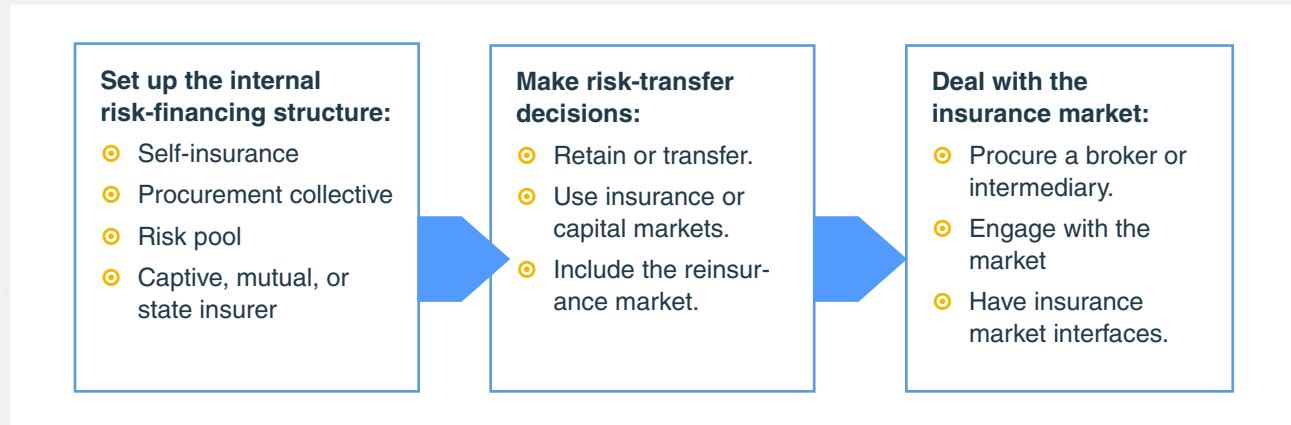 Set up the internal
risk-financing structure:
Self-insurance
Procurement collective
Risk pool
Captive, mutual, or
state insurer
Make risk-transfer
decisions:
Retain or transfer.
Use insurance or
capital markets.
Include the reinsur-
ance market.
Deal with the
insurance market:
Procure a broker or
intermediary.
Engage with the
market
Have insurance
market interfaces.